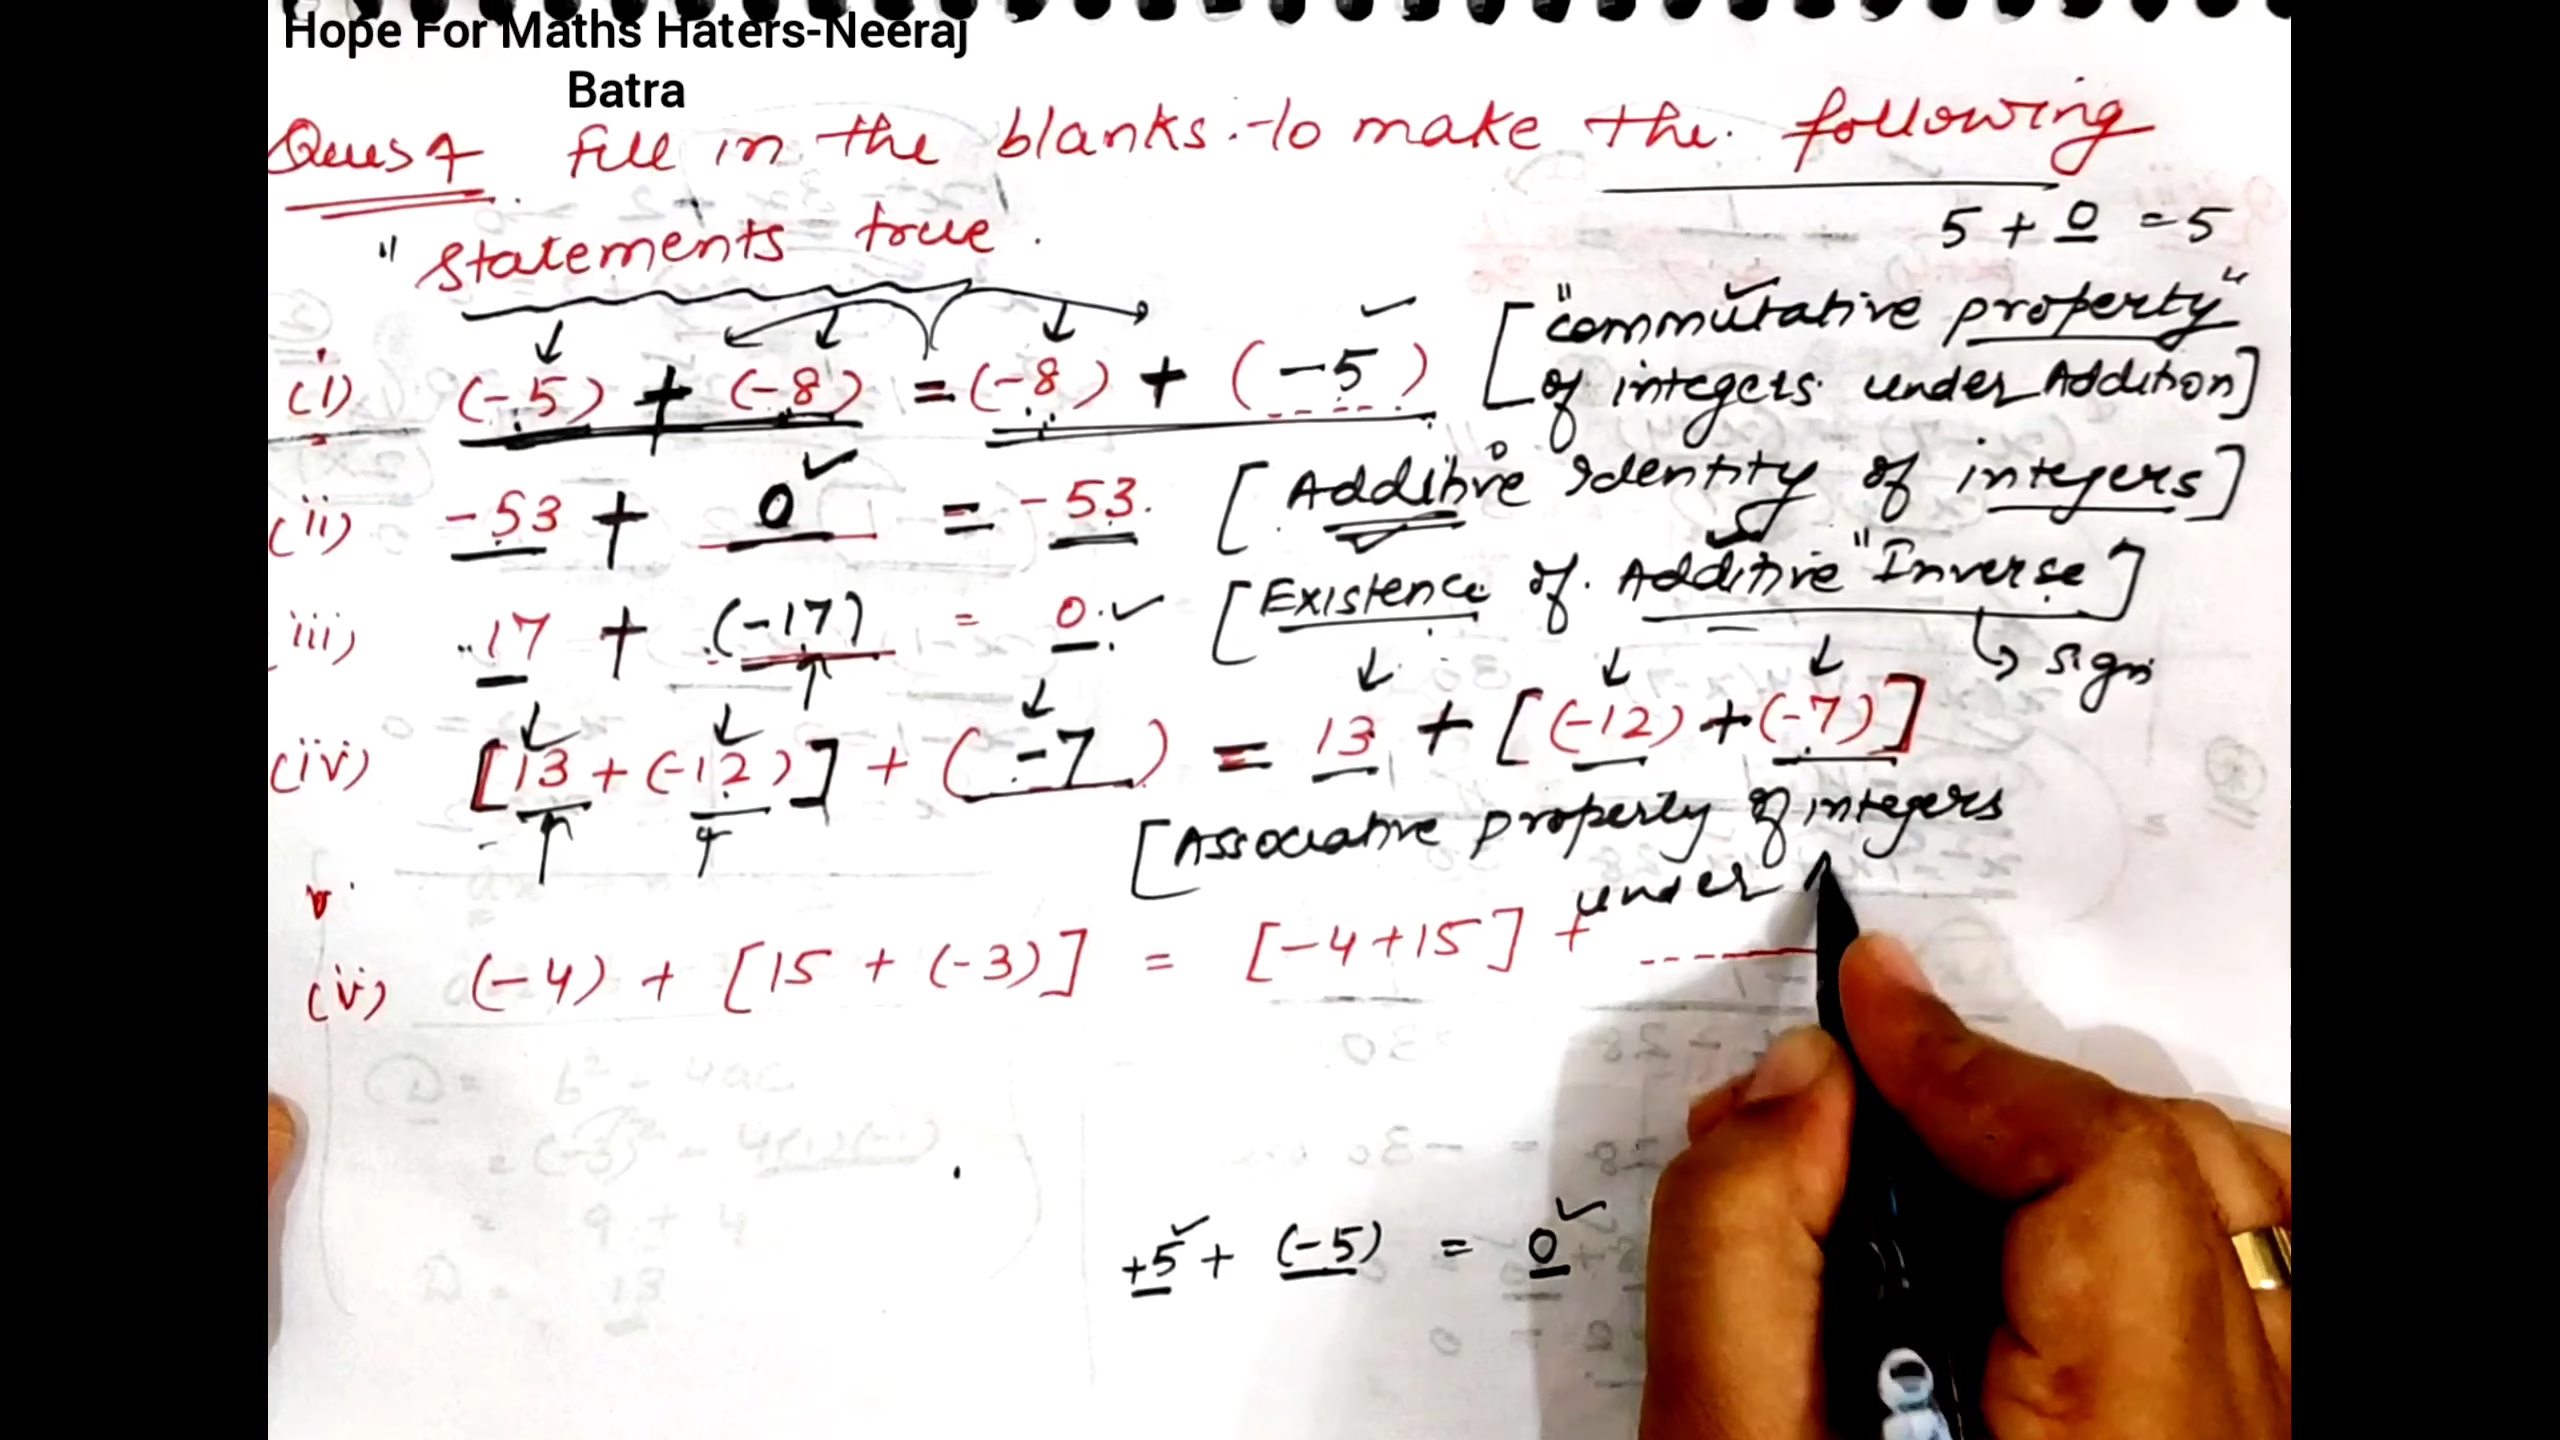 Hope For Maths Haters-Neeraj
Batra
Ques 4 Fill in the blanks to make the following
" statements true.
5 + 0 = 5
(i) (-5) + (-8) = (-8) + (-5) ["commutative property"
of integers under Addition]
(ii) -53 + 0 = -53. [Additive Identity of integers]
iii) 17 + (-17) = 0. [Existence of Additive "Inverse]
sign
(iv) [13 + (-12)] + (-7) = 13 + [(-12) + (-7)]
[Associative property of integers
under
(v) (-4) + [15 + (-3)] = [-4+15] + ----
+5 + (-5) = 0